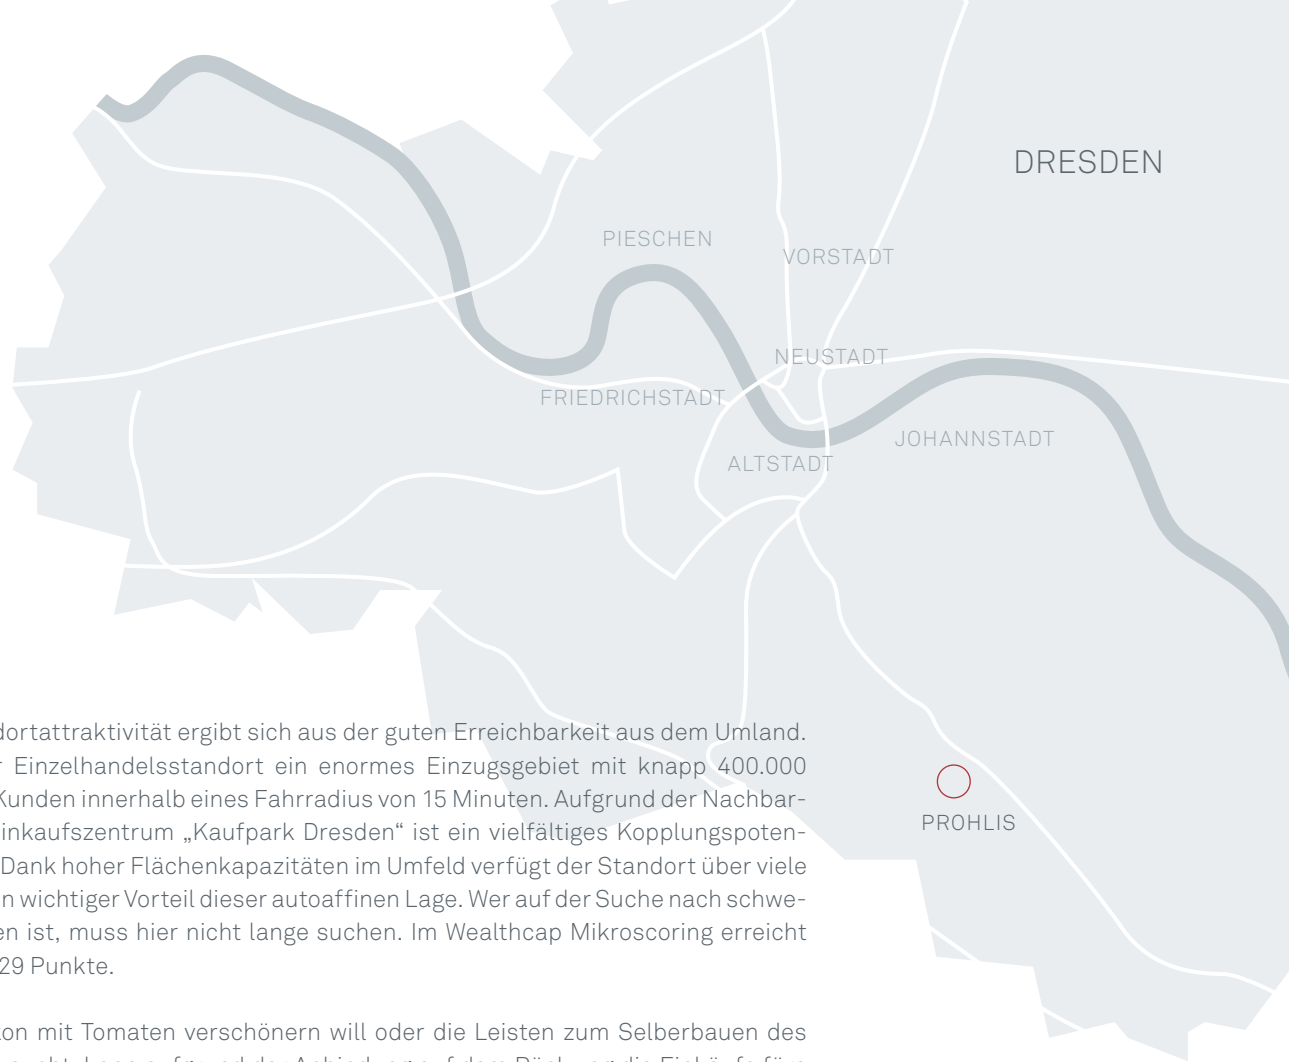 DRESDEN
PIESCHEN
VORSTADT
NEUSTADT
FRIEDRICHSTADT
JOHANNSTADT
ALTSTADT
PROHLIS
dortattraktivität ergibt sich aus der guten Erreichbarkeit aus dem Umland.
r Einzelhandelsstandort ein enormes Einzugsgebiet mit knapp 400.000
Kunden innerhalb eines Fahrradius von 15 Minuten. Aufgrund der Nachbar-
inkaufszentrum „Kaufpark Dresden“ ist ein vielfältiges Kopplungspoten-
Dank hoher Flächenkapazitäten im Umfeld verfügt der Standort über viele
n wichtiger Vorteil dieser autoaffinen Lage. Wer auf der Suche nach schwe-
en ist, muss hier nicht lange suchen. Im Wealthcap Mikroscoring erreicht
29 Punkte.
kon mit Tomaten verschönern will oder die Leisten zum Selberbauen des